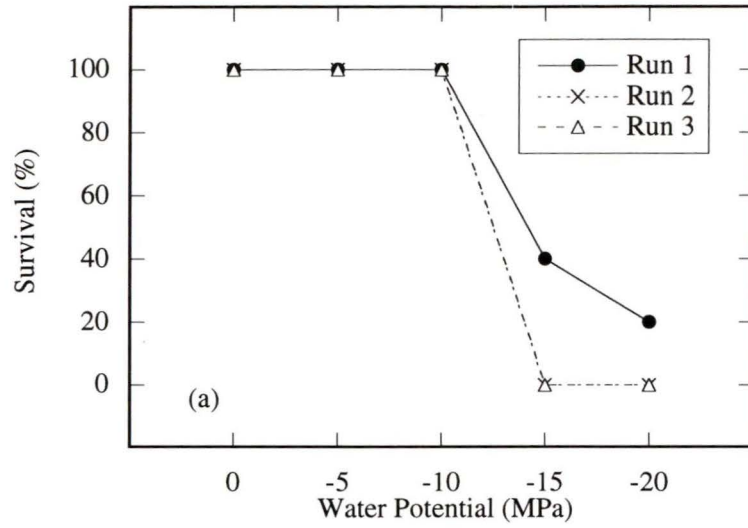 100
80
60
40
20
0
Survival (%)
Run 1
Run 2
Run 3
(a)
0 -5 -10 -15 -20
Water Potential (MPa)